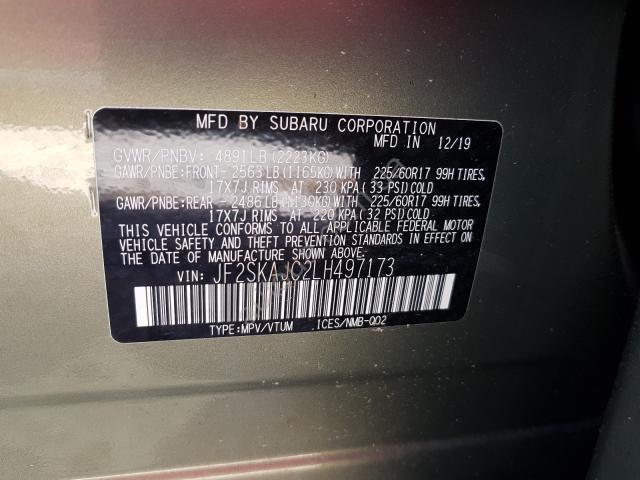 MFD BY SUBARU CORPORATION
MFD IN 12/19
GVWR/PNBV: 4891LB(2223KG)
GAWR/PNBE:FRONT- 2563LB(1165KG)WITH 225/60R17 99H TIRES,
17X7J RIMS AT 230 KPA(33 PSI)COLD
GAWR/PNBE:REAR - 2486LB(1130KG)WITH 225/60R17 99H TIRES,
17X7J RIMS AT 220 KPA(32 PSI)COLD
THIS VEHICLE CONFORMS TO ALL APPLICABLE FEDERAL MOTOR
VEHICLE SAFETY AND THEFT PREVENTION STANDARDS IN EFFECT
ON THE DATE OF MANUFACTURE SHOWN ABOVE.
VIN: JF2SKAJC2LH497173
TYPE:MPV/VTUM ICES/NMB-002